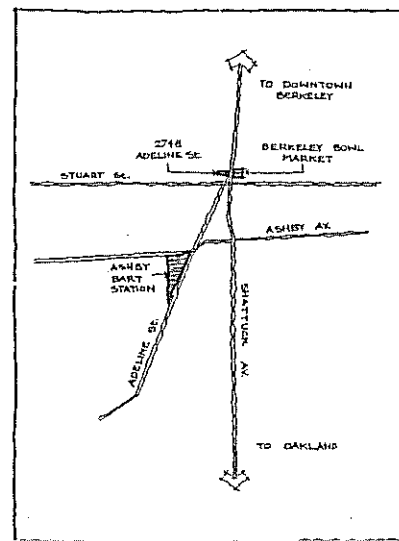 TO DOWNTOWN
BERKELEY
2748
ADELINE ST.
BERKELEY BOWL
MARKET
STUART ST.
ASHBY AV.
ASHBY
BART
STATION
SHATTUCK AV.
ADELINE ST.
TO OAKLAND